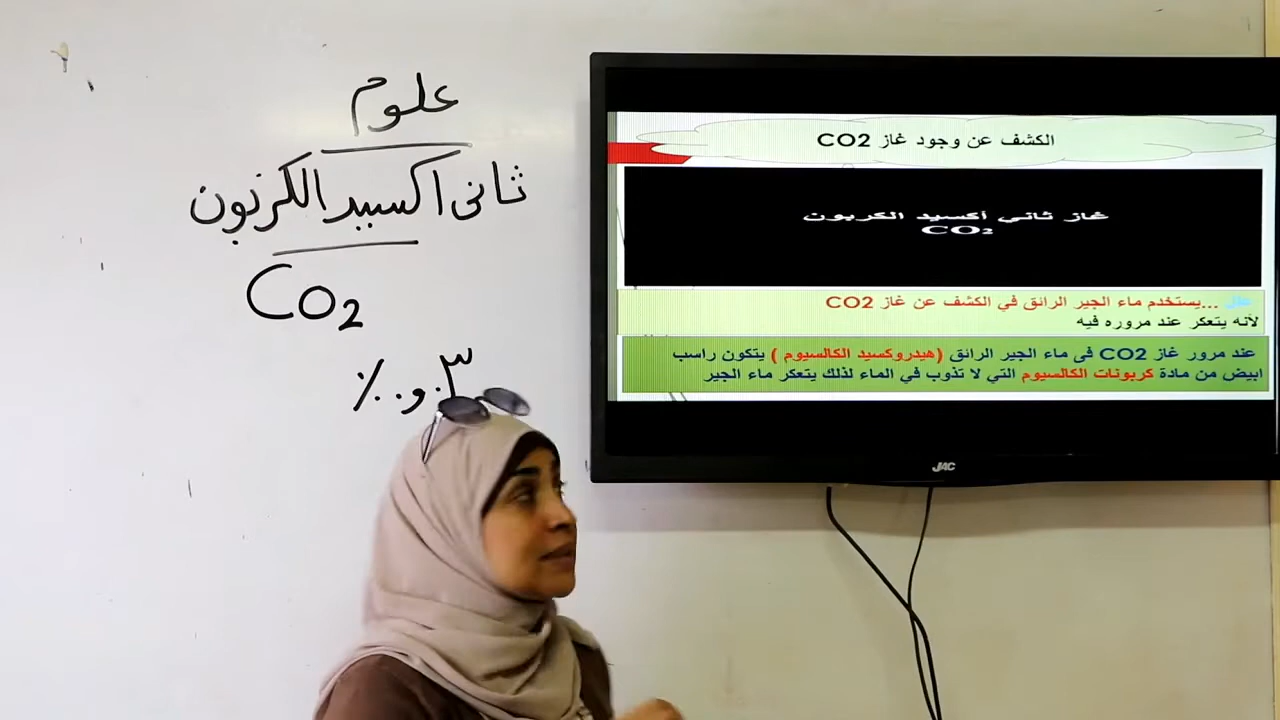 علوم
ثانى اكسيد الكربون
CO2
٠٫٠٣ ٪
الكشف عن وجود غاز CO2
غاز ثاني أكسيد الكربون
CO₂
علل ...يستخدم ماء الجير الرائق في الكشف عن غاز CO2
لأنه يتعكر عند مروره فيه
عند مرور غاز CO2 فى ماء الجير الرائق (هيدروكسيد الكالسيوم ) يتكون راسب
ابيض من مادة كربونات الكالسيوم التي لا تذوب في الماء لذلك يتعكر ماء الجير
JAC